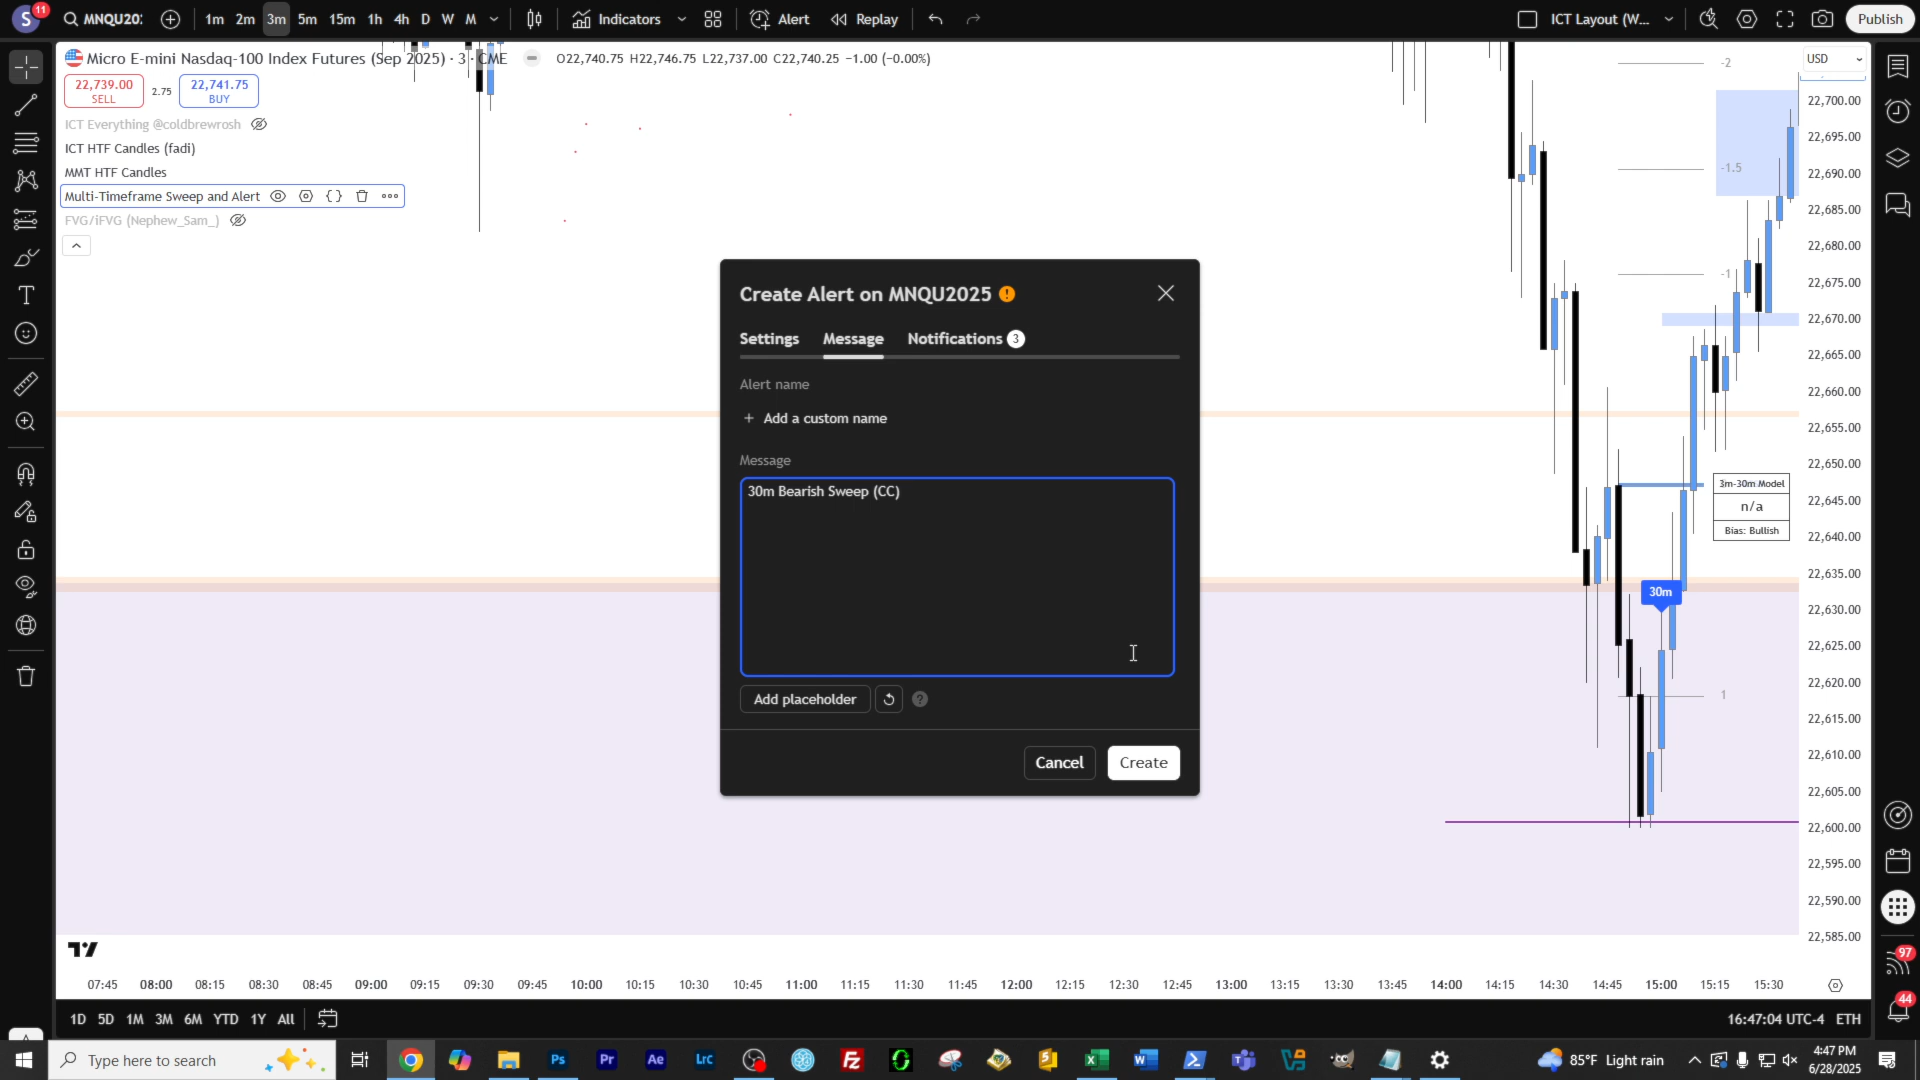 S 11 MNQU20: 1m 2m 3m 5m 15m 1h 4h D W M Indicators Alert Replay ICT Layout (W... Publish
Micro E-mini Nasdaq-100 Index Futures (Sep 2025) · 3 · CME O22,740.75 H22,746.75 L22,737.00 C22,740.25 −1.00 (−0.00%)
22,739.00 SELL 2.75 22,741.75 BUY
ICT Everything @coldbrewrosh
ICT HTF Candles (fadi)
MMT HTF Candles
Multi-Timeframe Sweep and Alert
FVG/iFVG (Nephew_Sam_)
Create Alert on MNQU2025
Settings Message Notifications 3
Alert name
+ Add a custom name
Message
30m Bearish Sweep (CC)
Add placeholder ?
Cancel Create
-2
-1.5
-1
3m-30m Model
n/a
Bias: Bullish
30m
1
USD
22,700.00
22,695.00
22,690.00
22,685.00
22,680.00
22,675.00
22,670.00
22,665.00
22,660.00
22,655.00
22,650.00
22,645.00
22,640.00
22,635.00
22,630.00
22,625.00
22,620.00
22,615.00
22,610.00
22,605.00
22,600.00
22,595.00
22,590.00
22,585.00
97
44
07:45 08:00 08:15 08:30 08:45 09:00 09:15 09:30 09:45 10:00 10:15 10:30 10:45 11:00 11:15 11:30 11:45 12:00 12:15 12:30 12:45 13:00 13:15 13:30 13:45 14:00 14:15 14:30 14:45 15:00 15:15 15:30
1D 5D 1M 3M 6M YTD 1Y All 16:47:04 UTC-4 ETH
Type here to search Ps Pr Ae Lrc 85°F Light rain 4:47 PM
6/28/2025